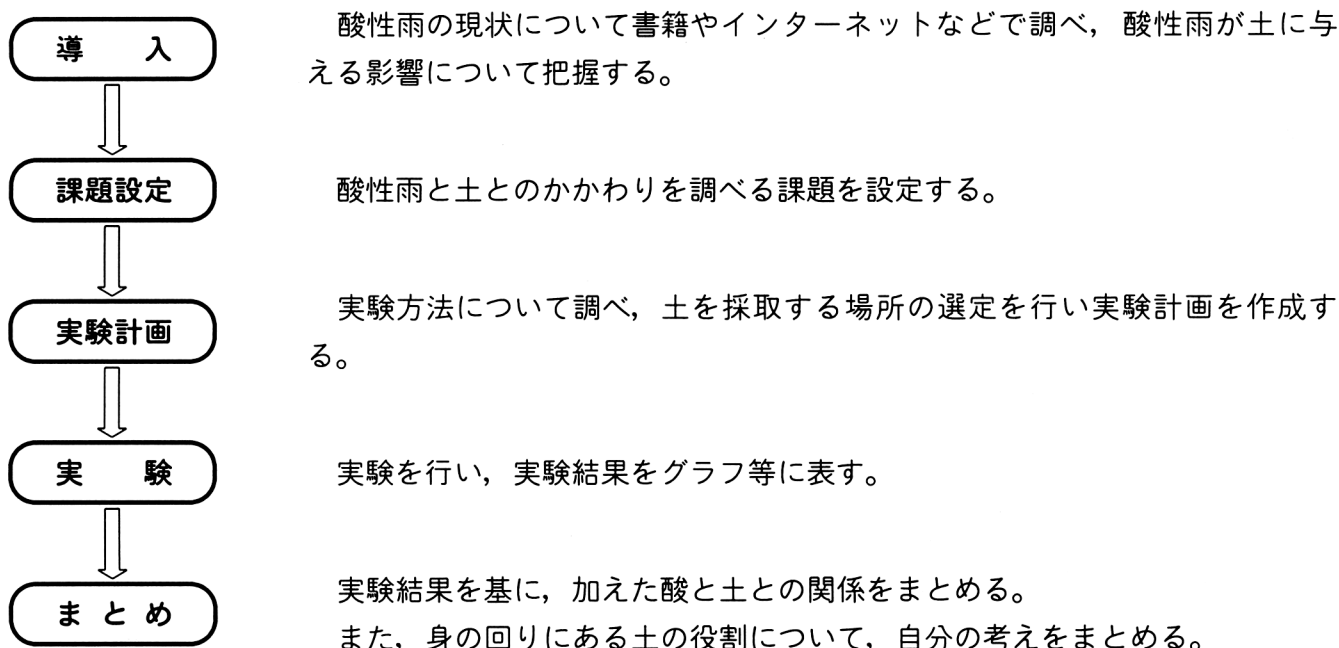 導　入
酸性雨の現状について書籍やインターネットなどで調べ，酸性雨が土に与
える影響について把握する。
課題設定
酸性雨と土とのかかわりを調べる課題を設定する。
実験計画
実験方法について調べ，土を採取する場所の選定を行い実験計画を作成す
る。
実　験
実験を行い，実験結果をグラフ等に表す。
まとめ
実験結果を基に，加えた酸と土との関係をまとめる。
また，身の回りにある土の役割について，自分の考えをまとめる。